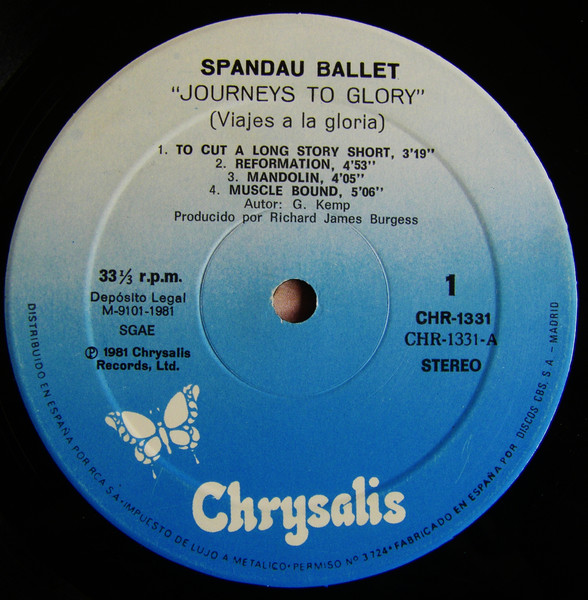 SPANDAU BALLET
"JOURNEYS TO GLORY"
(Viajes a la gloria)
1. TO CUT A LONG STORY SHORT, 3'19"
2. REFORMATION, 4'53"
3. MANDOLIN, 4'05"
4. MUSCLE BOUND, 5'06"
Autor: G. Kemp
Producido por Richard James Burgess
33⅓ r.p.m.
Depósito Legal
M-9101-1981
SGAE
℗ 1981 Chrysalis
Records, Ltd.
1
CHR-1331
CHR-1331-A
STEREO
Chrysalis
DISTRIBUIDO EN ESPAÑA POR RCA S.A.·IMPUESTO DE LUJO A METALICO·PERMISO Nº 3724·FABRICADO EN ESPAÑA POR DISCOS CBS, S.A. – MADRID